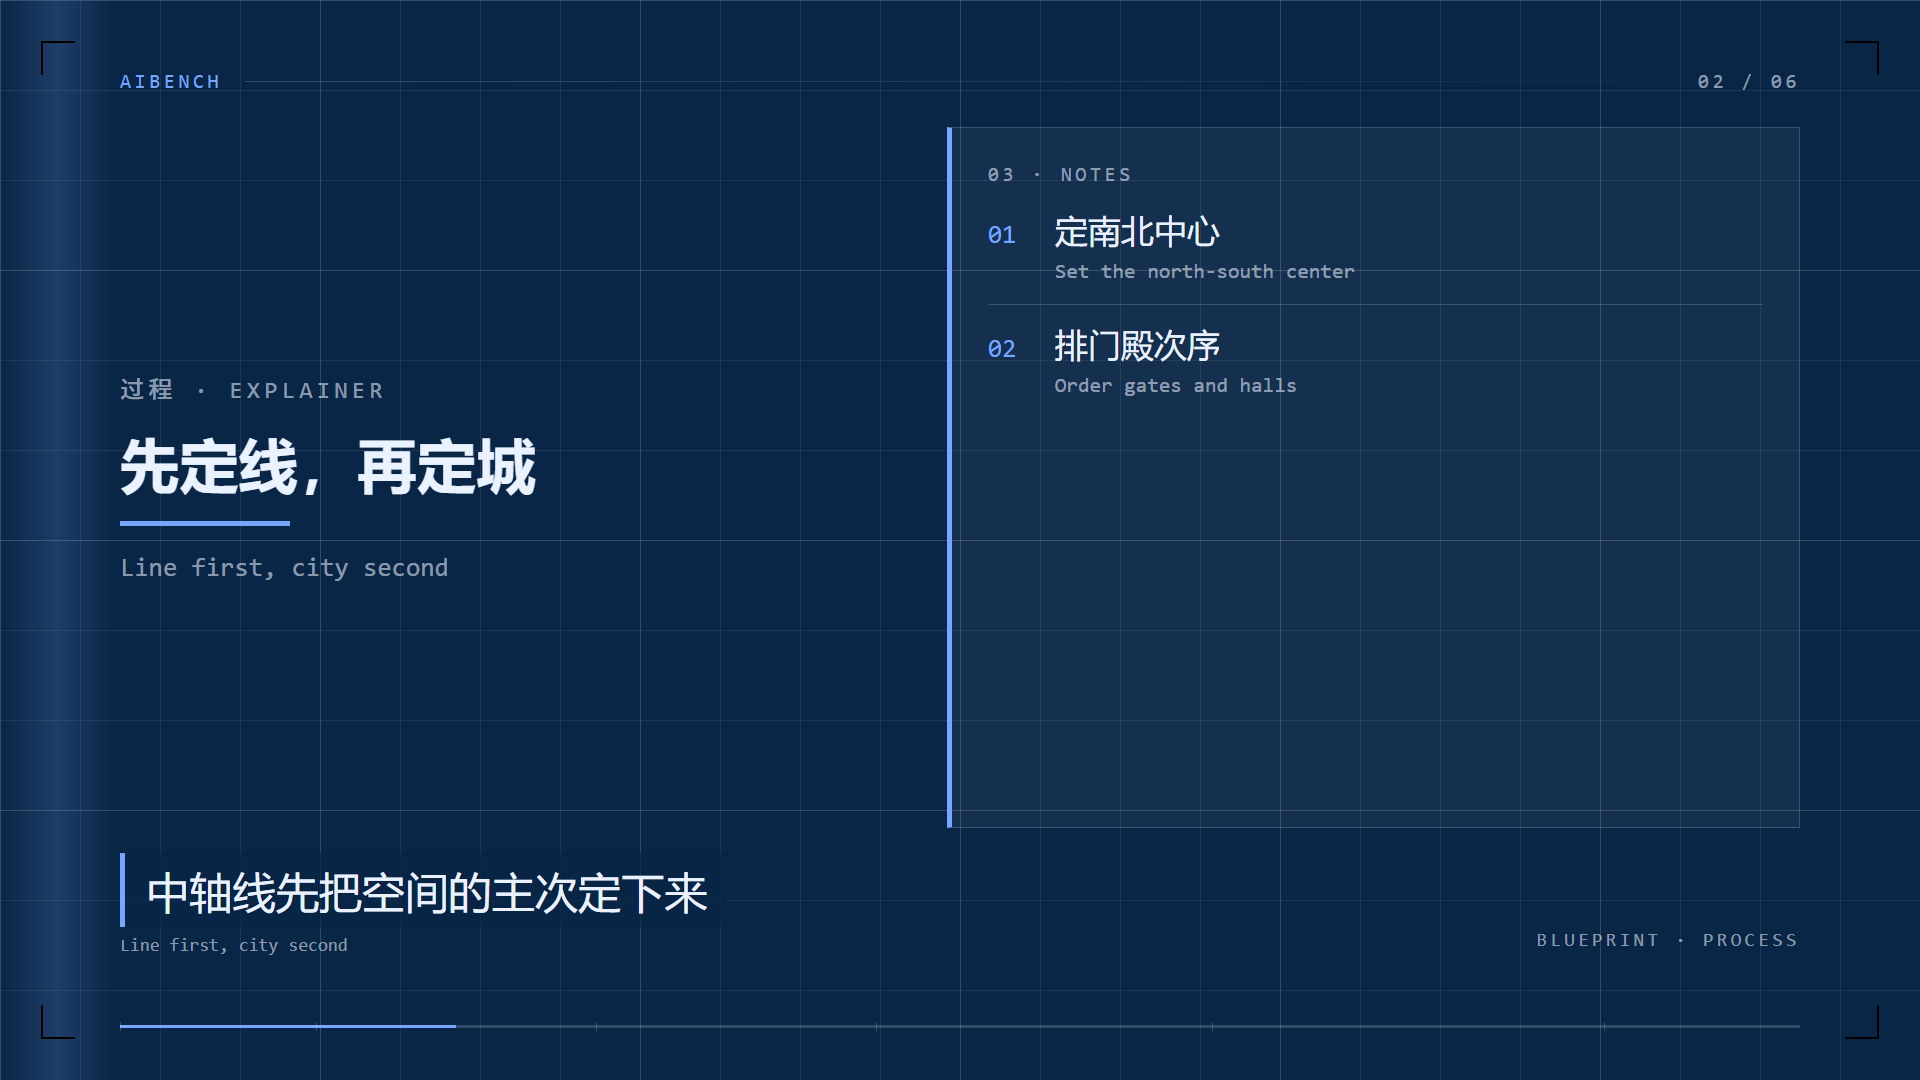 AIBENCH
02 / 06
过程 · EXPLAINER
先定线，再定城
Line first, city second
03 · NOTES
01 定南北中心
Set the north-south center
02 排门殿次序
Order gates and halls
中轴线先把空间的主次定下来
Line first, city second
BLUEPRINT · PROCESS